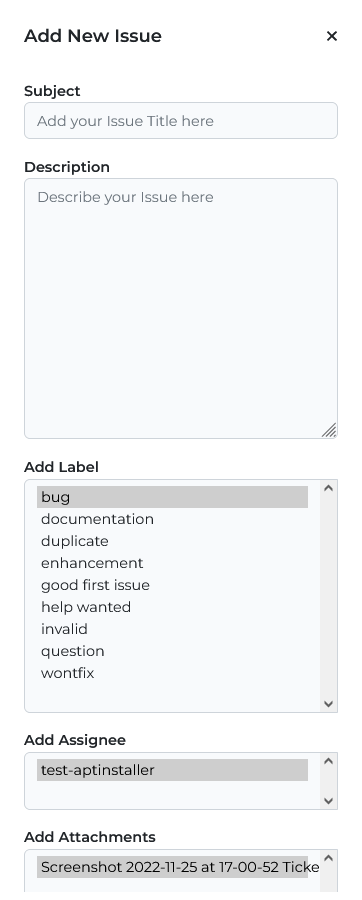 Add New Issue
×
Subject
Add your Issue Title here
Description
Describe your Issue here
Add Label
bug
documentation
duplicate
enhancement
good first issue
help wanted
invalid
question
wontfix
Add Assignee
test-aptinstaller
Add Attachments
Screenshot 2022-11-25 at 17-00-52 Ticke